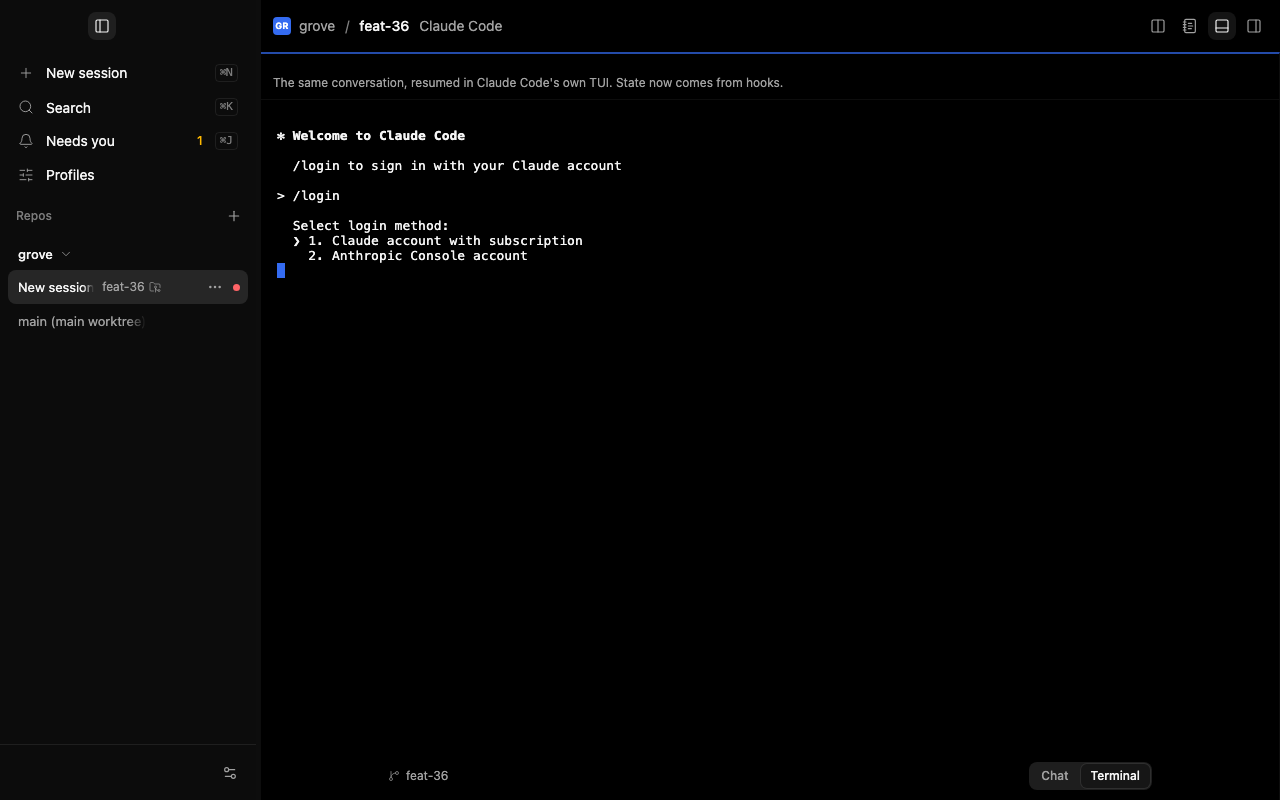 New session ⌘N
Search ⌘K
Needs you 1 ⌘J
Profiles
Repos
grove
New session feat-36
main (main worktree)
GR grove / feat-36 Claude Code
The same conversation, resumed in Claude Code's own TUI. State now comes from hooks.
✻ Welcome to Claude Code
/login to sign in with your Claude account
> /login
Select login method:
❯ 1. Claude account with subscription
2. Anthropic Console account
feat-36
Chat Terminal